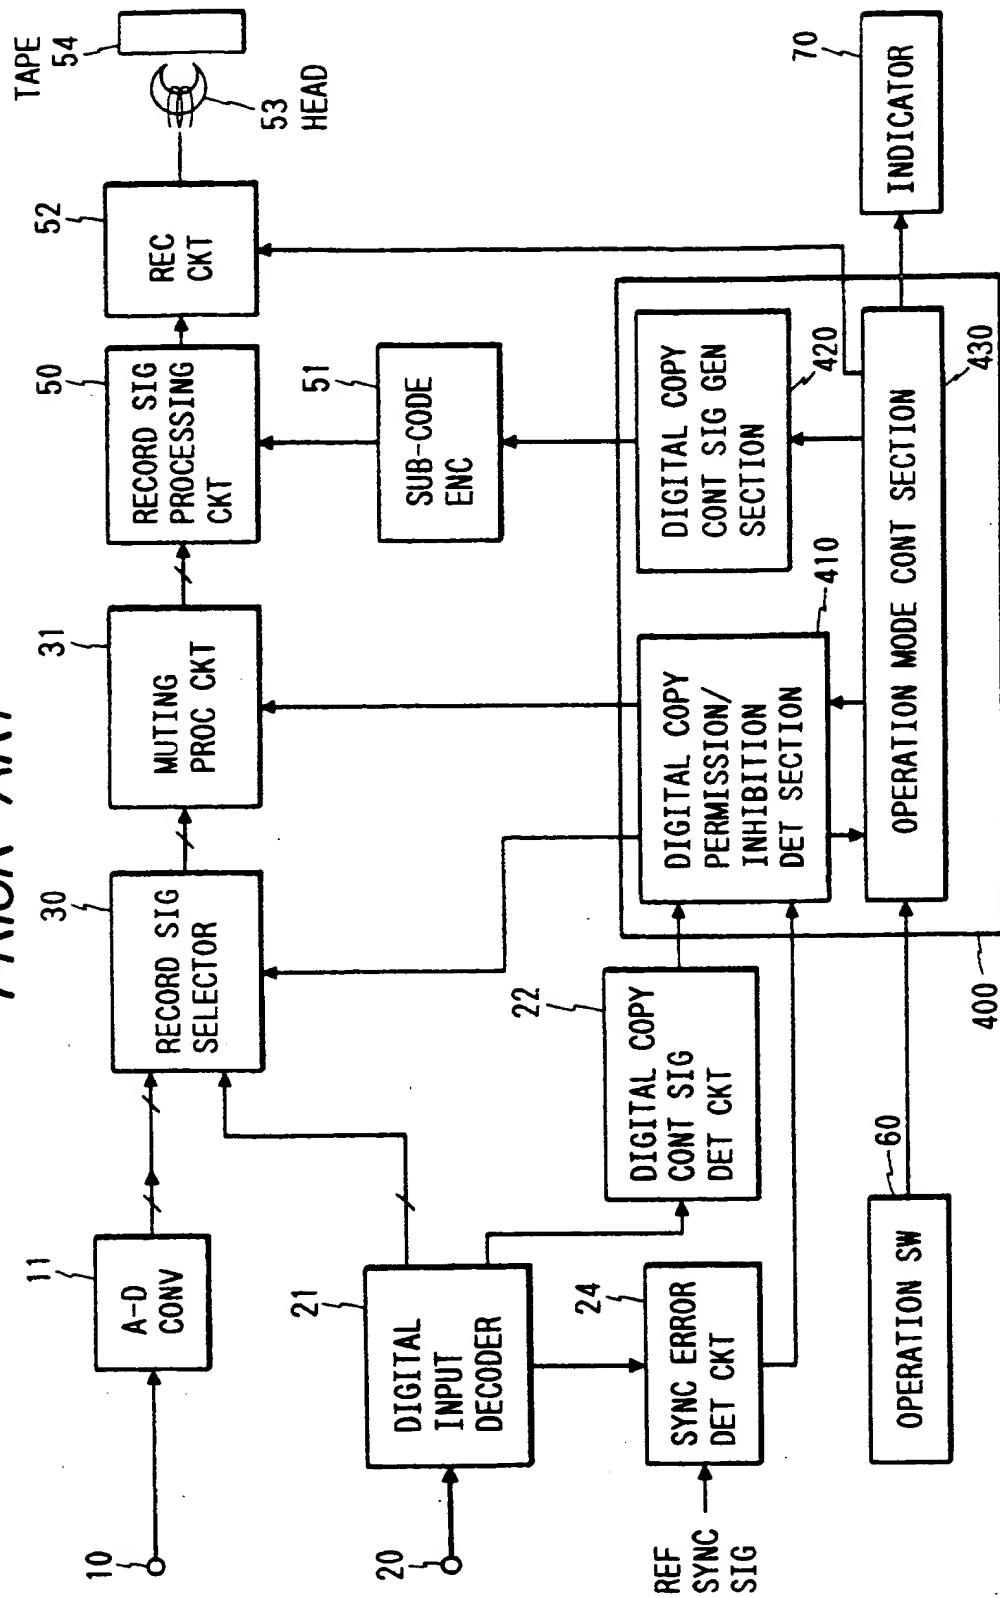 PRIOR ART
10
11
A-D
CONV
30
RECORD SIG
SELECTOR
31
MUTING
PROC CKT
50
RECORD SIG
PROCESSING
CKT
52
REC
CKT
TAPE
54
53
HEAD
20
21
DIGITAL
INPUT
DECODER
51
SUB-CODE
ENC
REF
SYNC
SIG
24
SYNC ERROR
DET CKT
22
DIGITAL COPY
CONT SIG
DET CKT
DIGITAL COPY
PERMISSION/
INHIBITION
DET SECTION
410
DIGITAL COPY
CONT SIG GEN
SECTION
420
OPERATION SW
60
OPERATION MODE CONT SECTION
430
INDICATOR
70
400